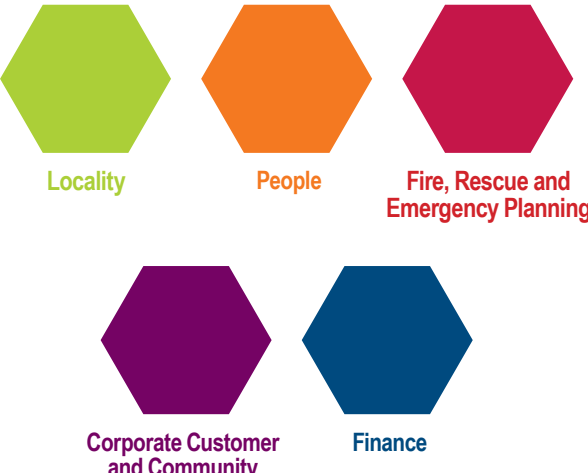 Locality
People
Fire, Rescue and
Emergency Planning
Corporate Customer
and Community
Finance